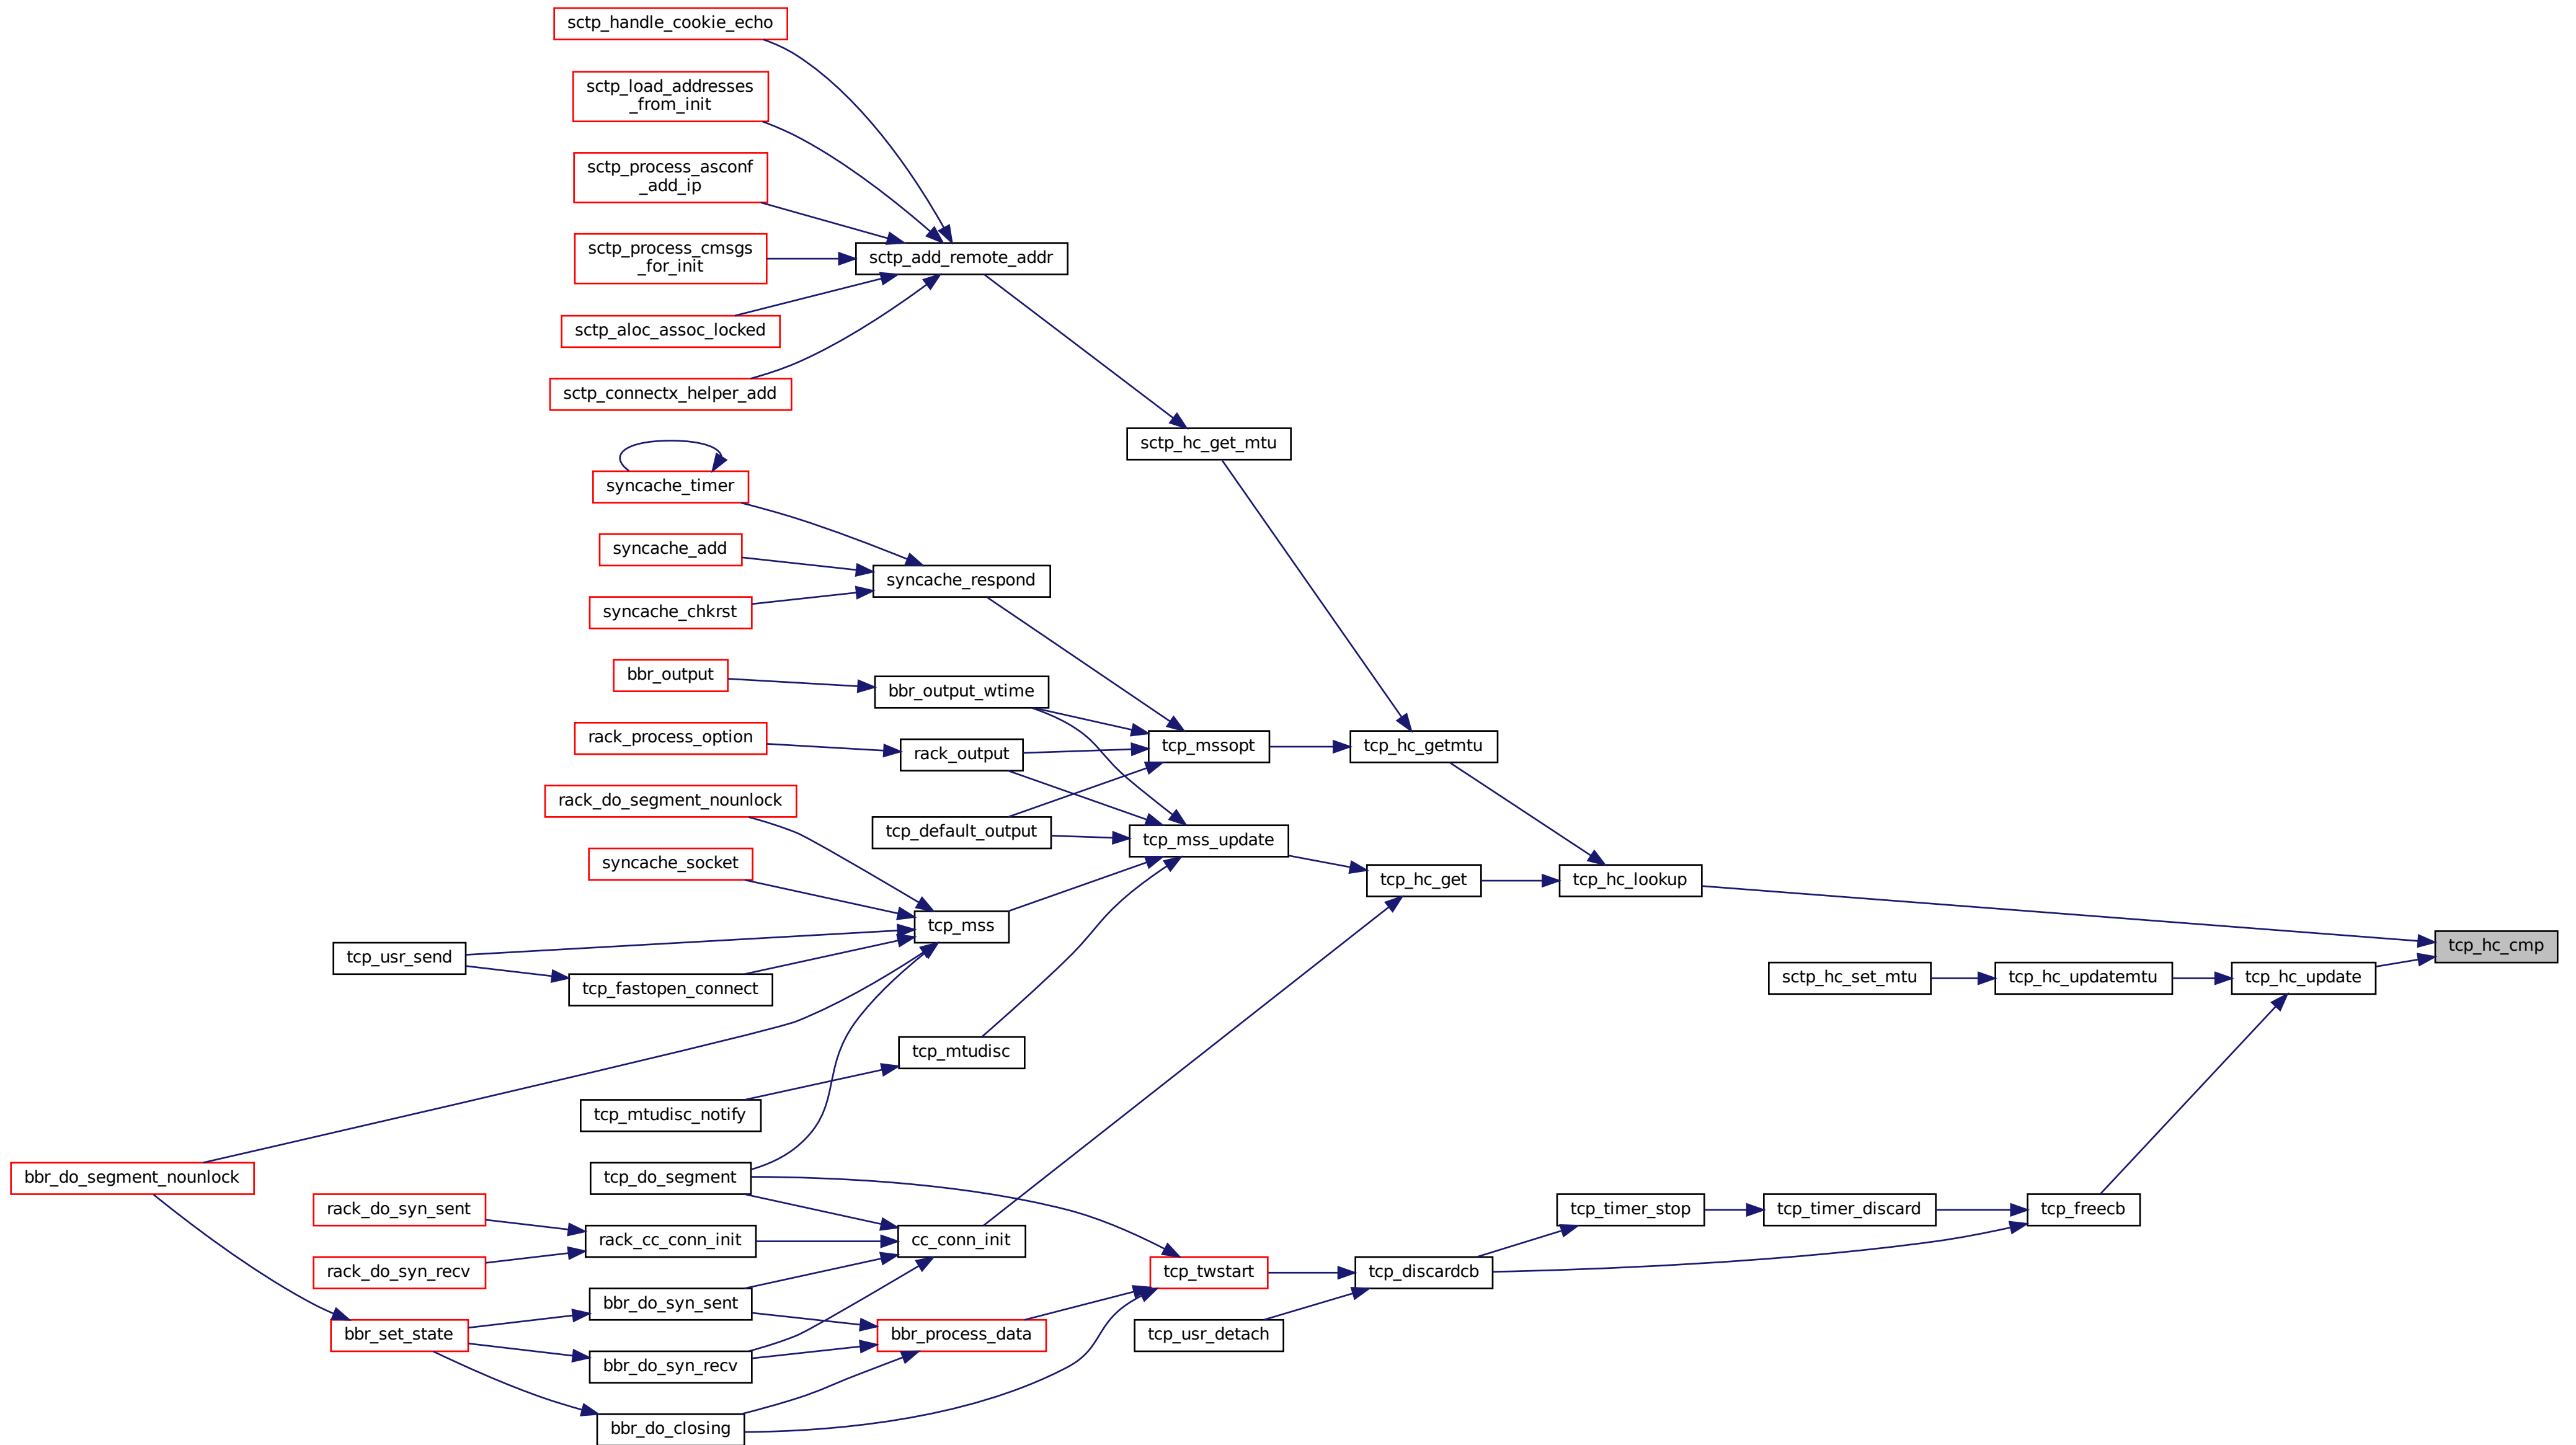 sctp_handle_cookie_echo
sctp_load_addresses
_from_init
sctp_process_asconf
_add_ip
sctp_process_cmsgs
_for_init
sctp_add_remote_addr
sctp_aloc_assoc_locked
sctp_connectx_helper_add
sctp_hc_get_mtu
syncache_timer
syncache_add
syncache_respond
syncache_chkrst
bbr_output
bbr_output_wtime
rack_process_option
rack_output
tcp_mssopt
tcp_hc_getmtu
rack_do_segment_nounlock
tcp_default_output
tcp_mss_update
syncache_socket
tcp_hc_get
tcp_hc_lookup
tcp_mss
tcp_hc_cmp
tcp_usr_send
tcp_fastopen_connect
sctp_hc_set_mtu
tcp_hc_updatemtu
tcp_hc_update
tcp_mtudisc
tcp_mtudisc_notify
bbr_do_segment_nounlock
tcp_do_segment
rack_do_syn_sent
tcp_timer_stop
tcp_timer_discard
tcp_freecb
rack_cc_conn_init
cc_conn_init
rack_do_syn_recv
tcp_twstart
tcp_discardcb
bbr_do_syn_sent
bbr_set_state
bbr_process_data
tcp_usr_detach
bbr_do_syn_recv
bbr_do_closing